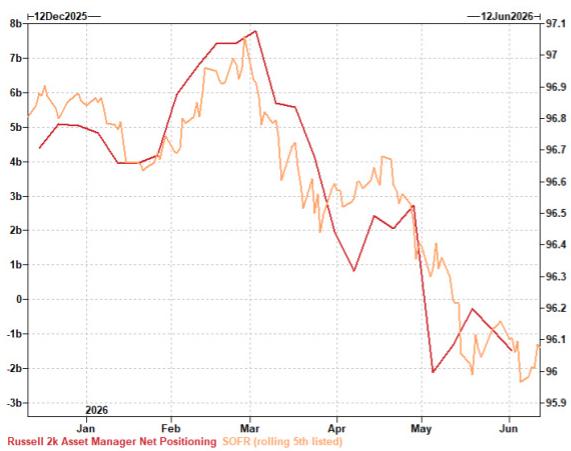 12Dec2025
12Jun2026
8b
7b
6b
5b
4b
3b
2b
1b
0
-1b
-2b
-3b
97.1
97
96.9
96.8
96.7
96.6
96.5
96.4
96.3
96.2
96.1
96
95.9
2026
Jan Feb Mar Apr May Jun
Russell 2k Asset Manager Net Positioning SOFR (rolling 5th listed)